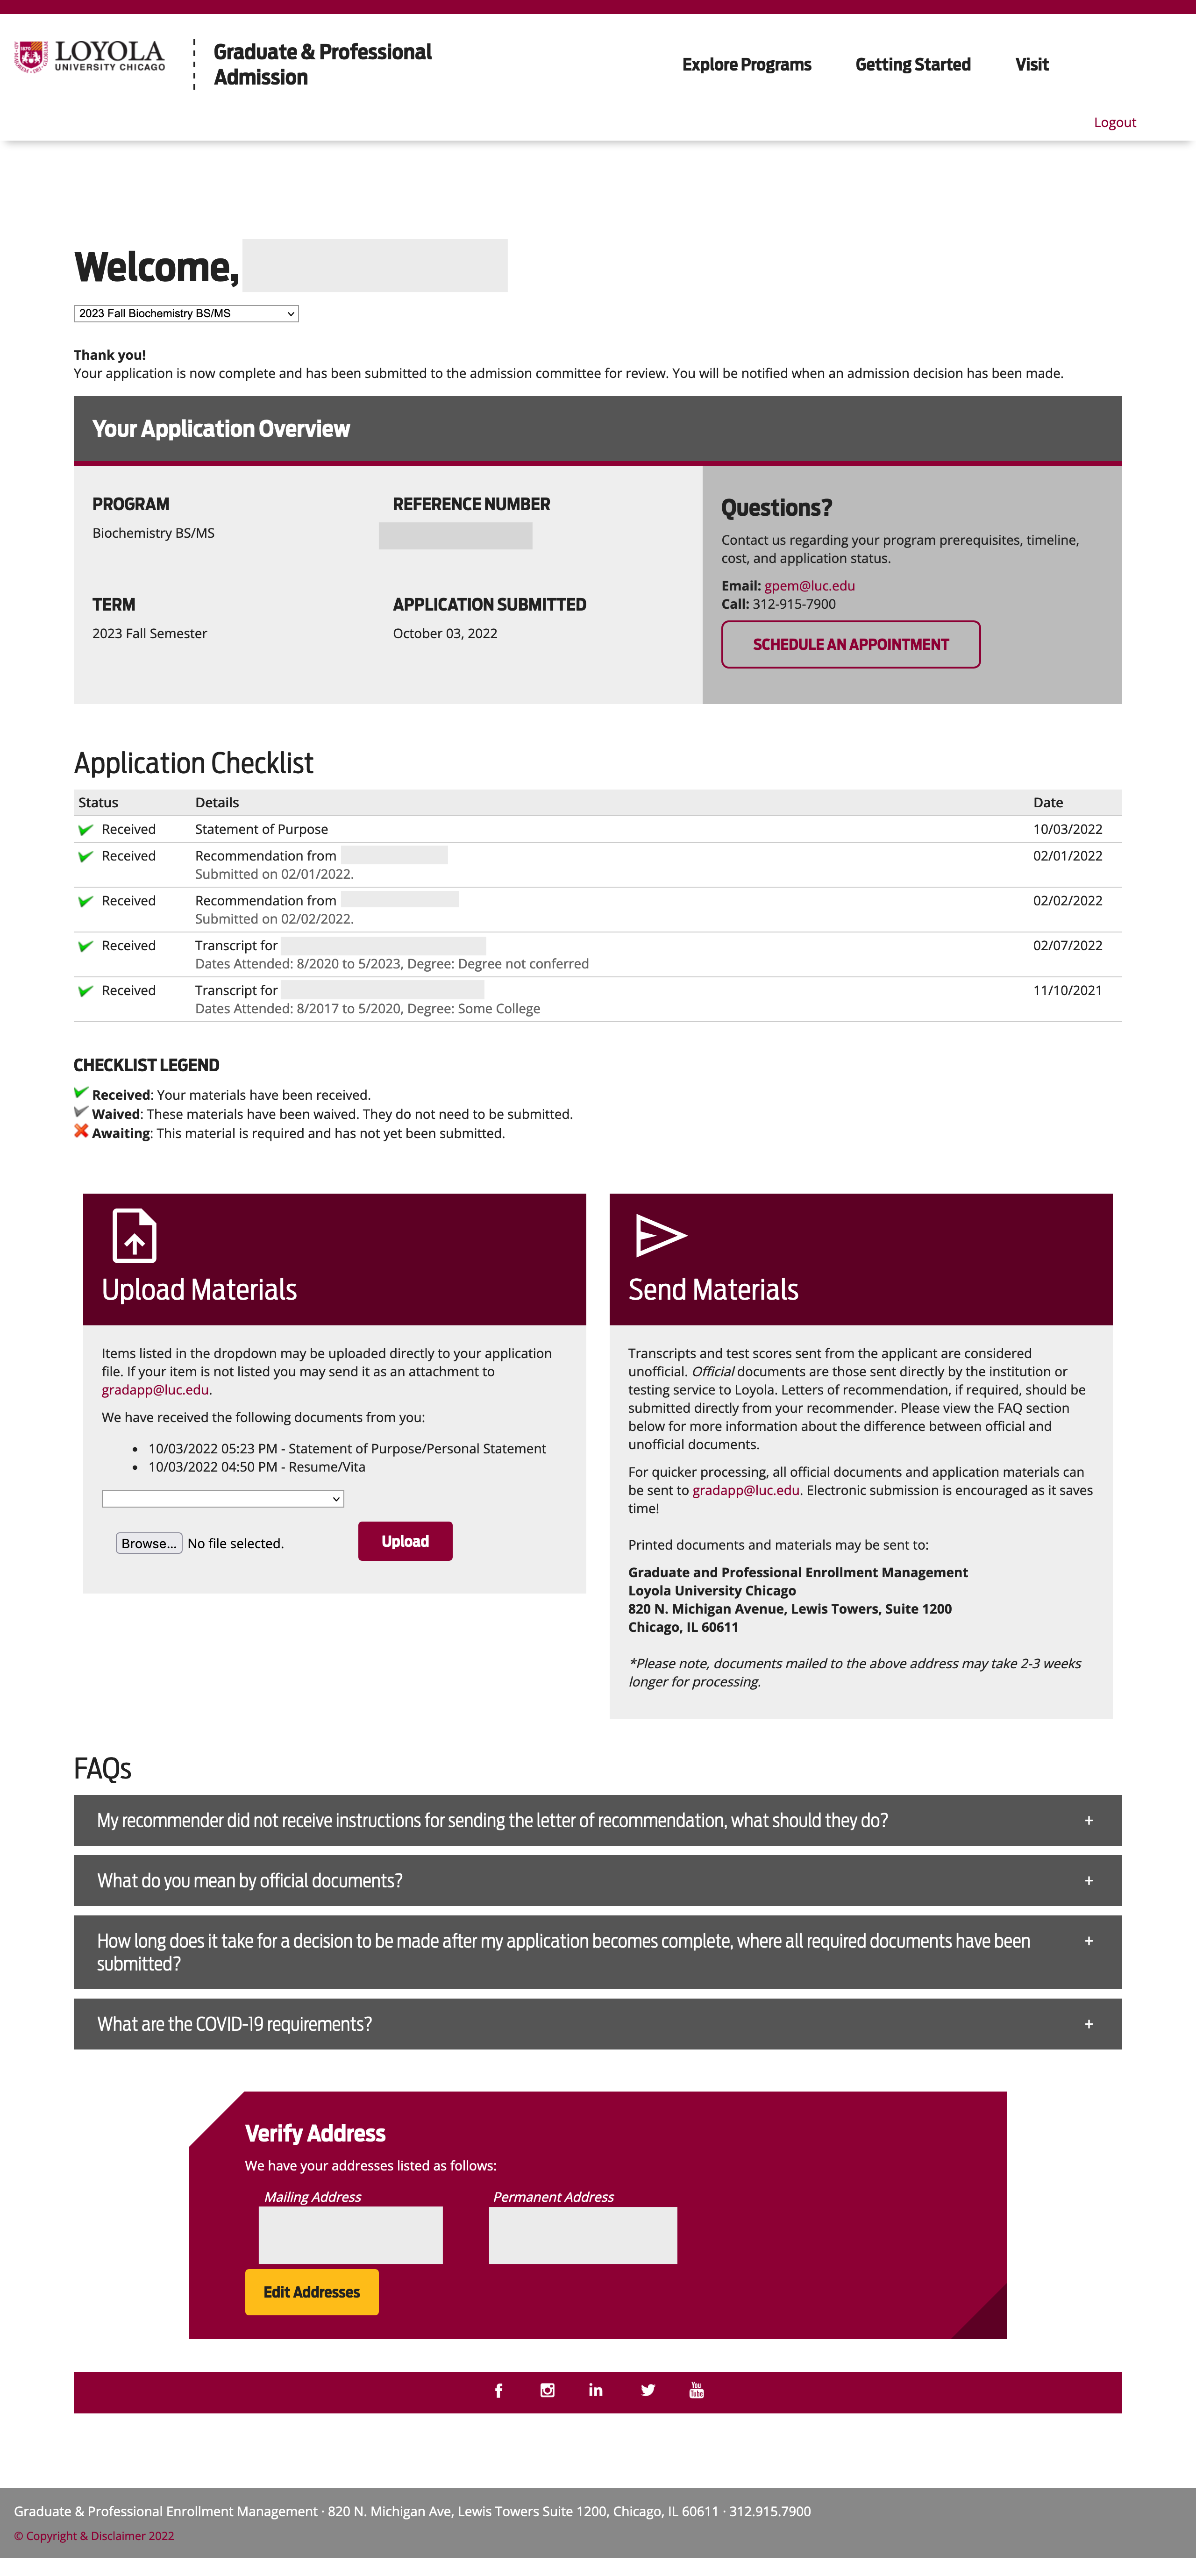 LOYOLA
UNIVERSITY CHICAGO
Graduate & Professional
Admission
Explore Programs
Getting Started
Visit
Logout
Welcome,
2023 Fall Biochemistry BS/MS
Thank you!
Your application is now complete and has been submitted to the admission committee for review. You will be notified when an admission decision has been made.
Your Application Overview
PROGRAM
Biochemistry BS/MS
REFERENCE NUMBER
TERM
2023 Fall Semester
APPLICATION SUBMITTED
October 03, 2022
Questions?
Contact us regarding your program prerequisites, timeline,
cost, and application status.
Email: gpem@luc.edu
Call: 312-915-7900
SCHEDULE AN APPOINTMENT
Application Checklist
Status Details Date
Received Statement of Purpose 10/03/2022
Received Recommendation from 02/01/2022
Submitted on 02/01/2022.
Received Recommendation from 02/02/2022
Submitted on 02/02/2022.
Received Transcript for 02/07/2022
Dates Attended: 8/2020 to 5/2023, Degree: Degree not conferred
Received Transcript for 11/10/2021
Dates Attended: 8/2017 to 5/2020, Degree: Some College
CHECKLIST LEGEND
Received: Your materials have been received.
Waived: These materials have been waived. They do not need to be submitted.
Awaiting: This material is required and has not yet been submitted.
Upload Materials
Items listed in the dropdown may be uploaded directly to your application
file. If your item is not listed you may send it as an attachment to
gradapp@luc.edu.
We have received the following documents from you:
• 10/03/2022 05:23 PM - Statement of Purpose/Personal Statement
• 10/03/2022 04:50 PM - Resume/Vita
Browse... No file selected.
Upload
Send Materials
Transcripts and test scores sent from the applicant are considered
unofficial. Official documents are those sent directly by the institution or
testing service to Loyola. Letters of recommendation, if required, should be
submitted directly from your recommender. Please view the FAQ section
below for more information about the difference between official and
unofficial documents.
For quicker processing, all official documents and application materials can
be sent to gradapp@luc.edu. Electronic submission is encouraged as it saves
time!
Printed documents and materials may be sent to:
Graduate and Professional Enrollment Management
Loyola University Chicago
820 N. Michigan Avenue, Lewis Towers, Suite 1200
Chicago, IL 60611
*Please note, documents mailed to the above address may take 2-3 weeks
longer for processing.
FAQs
My recommender did not receive instructions for sending the letter of recommendation, what should they do? +
What do you mean by official documents? +
How long does it take for a decision to be made after my application becomes complete, where all required documents have been +
submitted?
What are the COVID-19 requirements? +
Verify Address
We have your addresses listed as follows:
Mailing Address
Permanent Address
Edit Addresses
You
Tube
Graduate & Professional Enrollment Management · 820 N. Michigan Ave, Lewis Towers Suite 1200, Chicago, IL 60611 · 312.915.7900
© Copyright & Disclaimer 2022